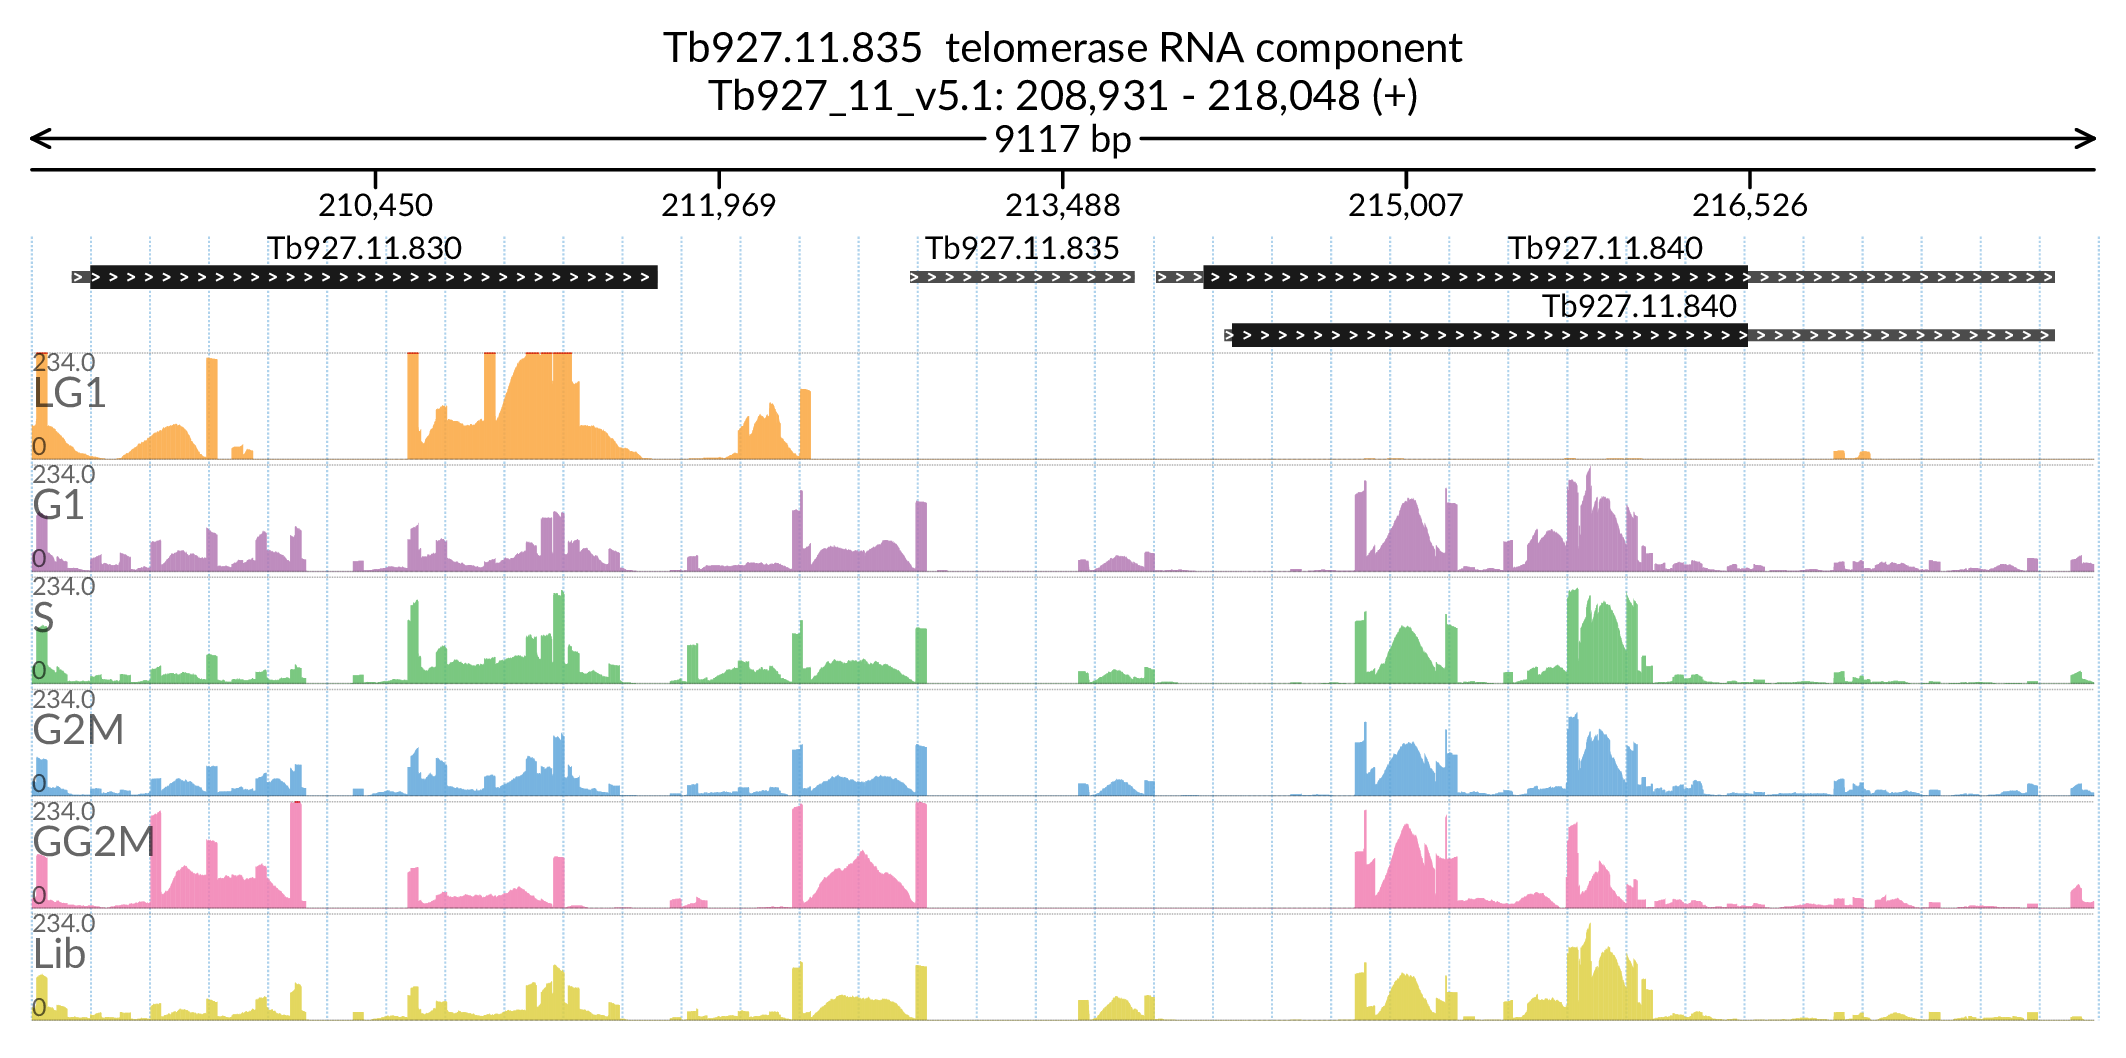 Tb927.11.835  telomerase RNA component
Tb927_11_v5.1: 208,931 - 218,048 (+)
9117 bp
210,450 211,969 213,488 215,007 216,526
Tb927.11.830 Tb927.11.835 Tb927.11.840
Tb927.11.840
234.0
LG1
0
234.0
G1
0
234.0
S
0
234.0
G2M
0
234.0
GG2M
0
234.0
Lib
0